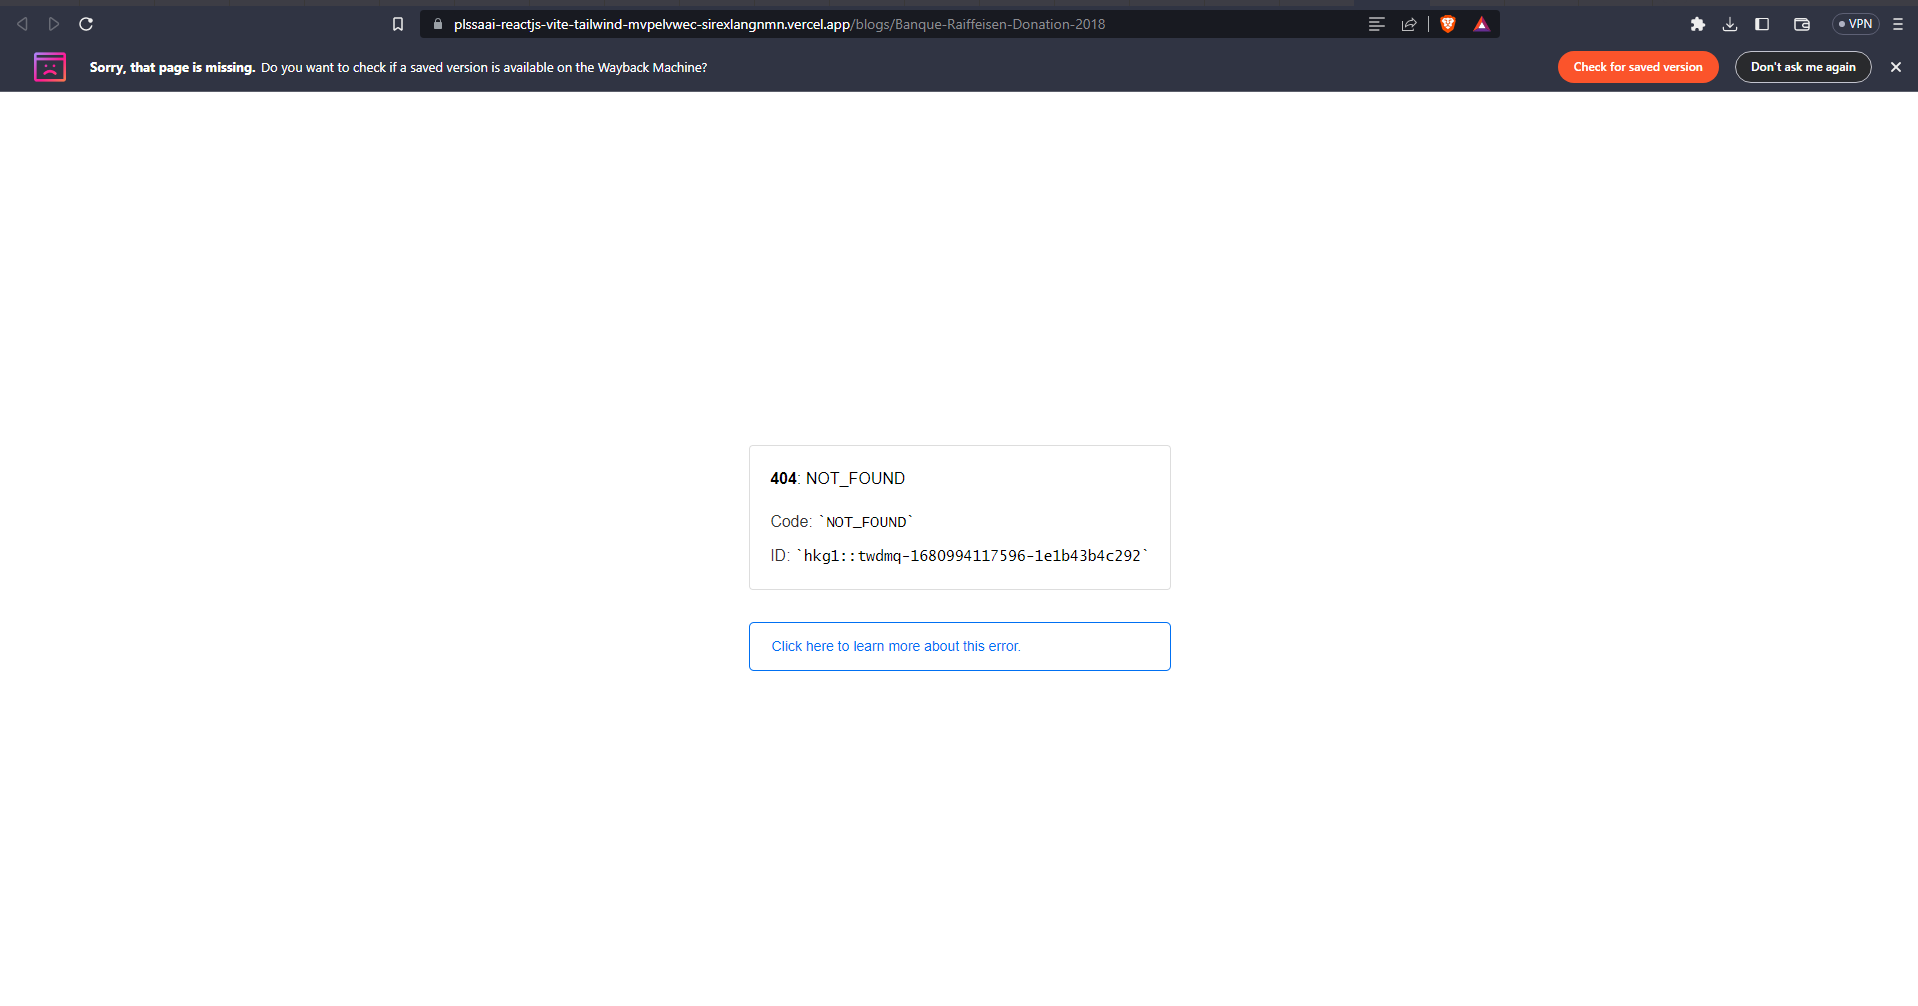 plssaai-reactjs-vite-tailwind-mvpelvwec-sirexlangnmn.vercel.app/blogs/Banque-Raiffeisen-Donation-2018
VPN
Sorry, that page is missing. Do you want to check if a saved version is available on the Wayback Machine?
Check for saved version
Don't ask me again
404: NOT_FOUND
Code: `NOT_FOUND`
ID: `hkg1::twdmq-1680994117596-1e1b43b4c292`
Click here to learn more about this error.